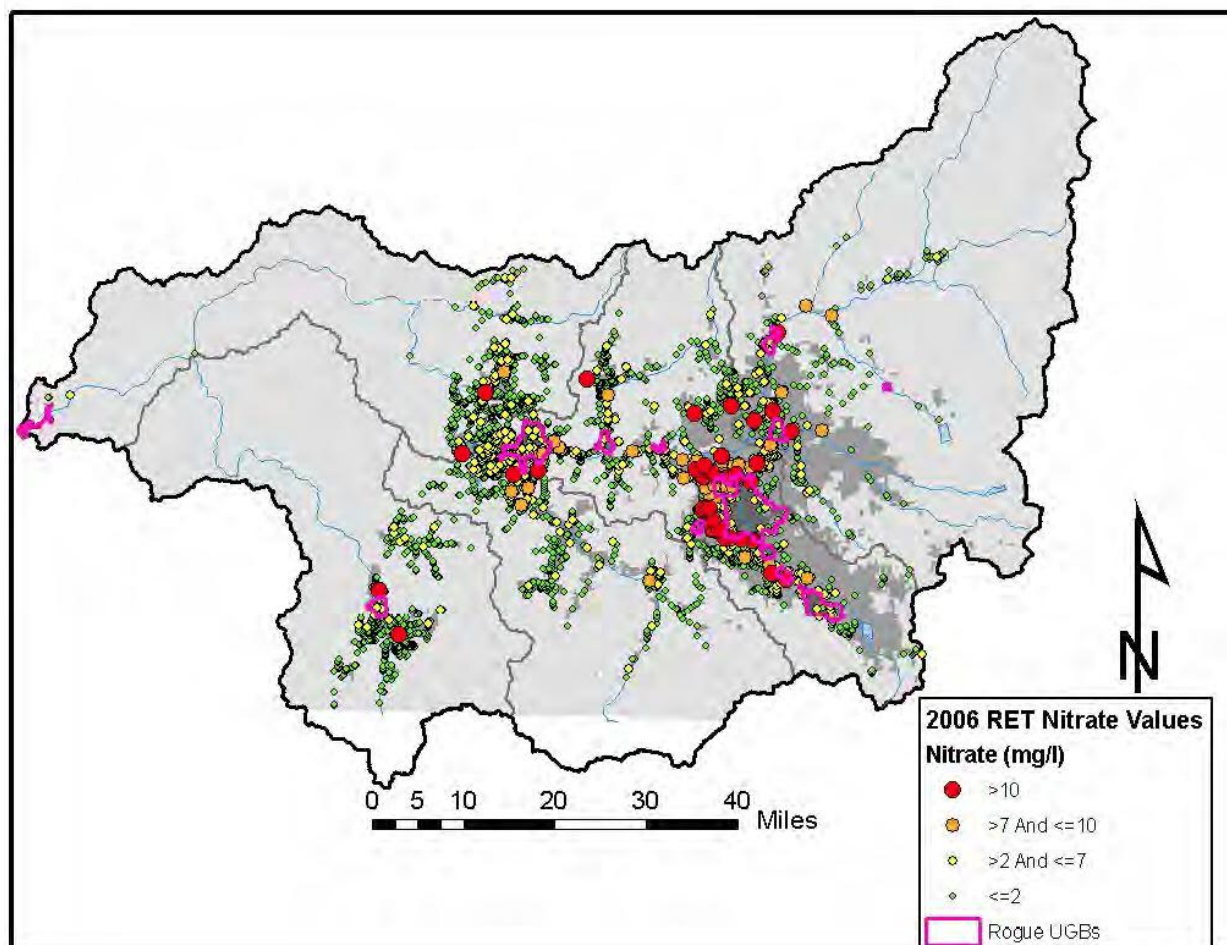 N
0 5 10 20 30 40
Miles
2006 RET Nitrate Values
Nitrate (mg/l)
>10
>7 And <=10
>2 And <=7
<=2
Rogue UGBs